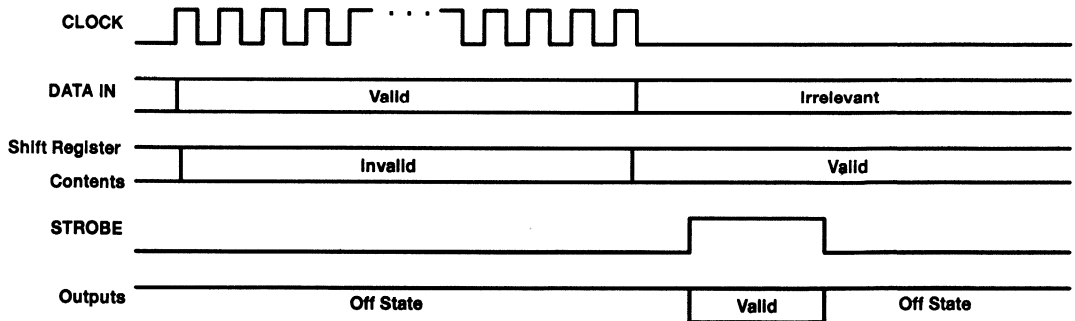 CLOCK
DATA IN
Valid
Irrelevant
Shift Register
Contents
Invalid
Valid
STROBE
Outputs
Off State
Valid
Off State